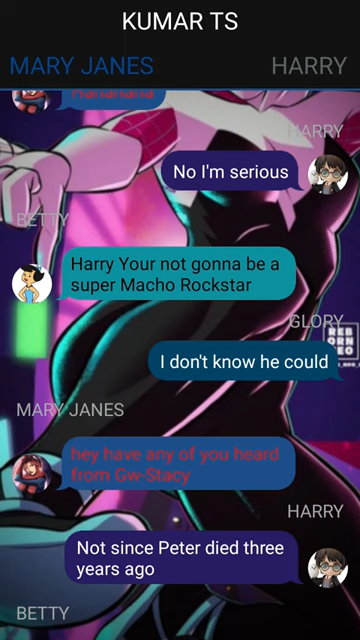 KUMAR TS
MARY JANES
HARRY
Hahahaha
HARRY
No I'm serious
BETTY
Harry Your not gonna be a
super Macho Rockstar
GLORY
I don't know he could
MARY JANES
hey have any of you heard
from Gw-Stacy
HARRY
Not since Peter died three
years ago
BETTY